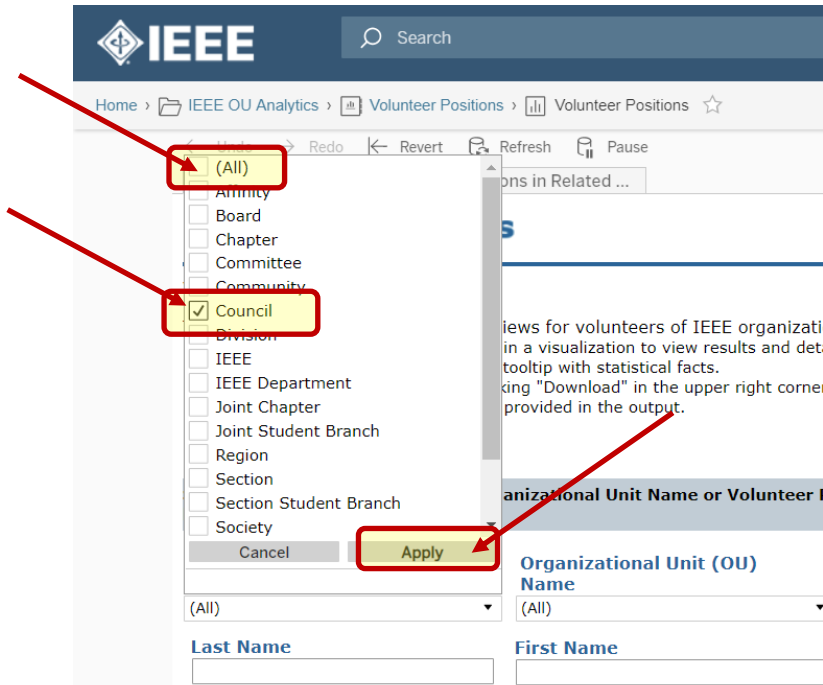 IEEE
Search
Home › IEEE OU Analytics › Volunteer Positions › Volunteer Positions
Undo Redo Revert Refresh Pause
(All)
ons in Related ...
Affinity
Board
s
Chapter
Committee
Community
Council
iews for volunteers of IEEE organizati
Division
in a visualization to view results and deta
IEEE
tooltip with statistical facts.
IEEE Department
king "Download" in the upper right corner
Joint Chapter
provided in the output.
Joint Student Branch
Region
Section
Section Student Branch
anizational Unit Name or Volunteer
Society
Cancel Apply
Organizational Unit (OU)
Name
(All) (All)
Last Name First Name